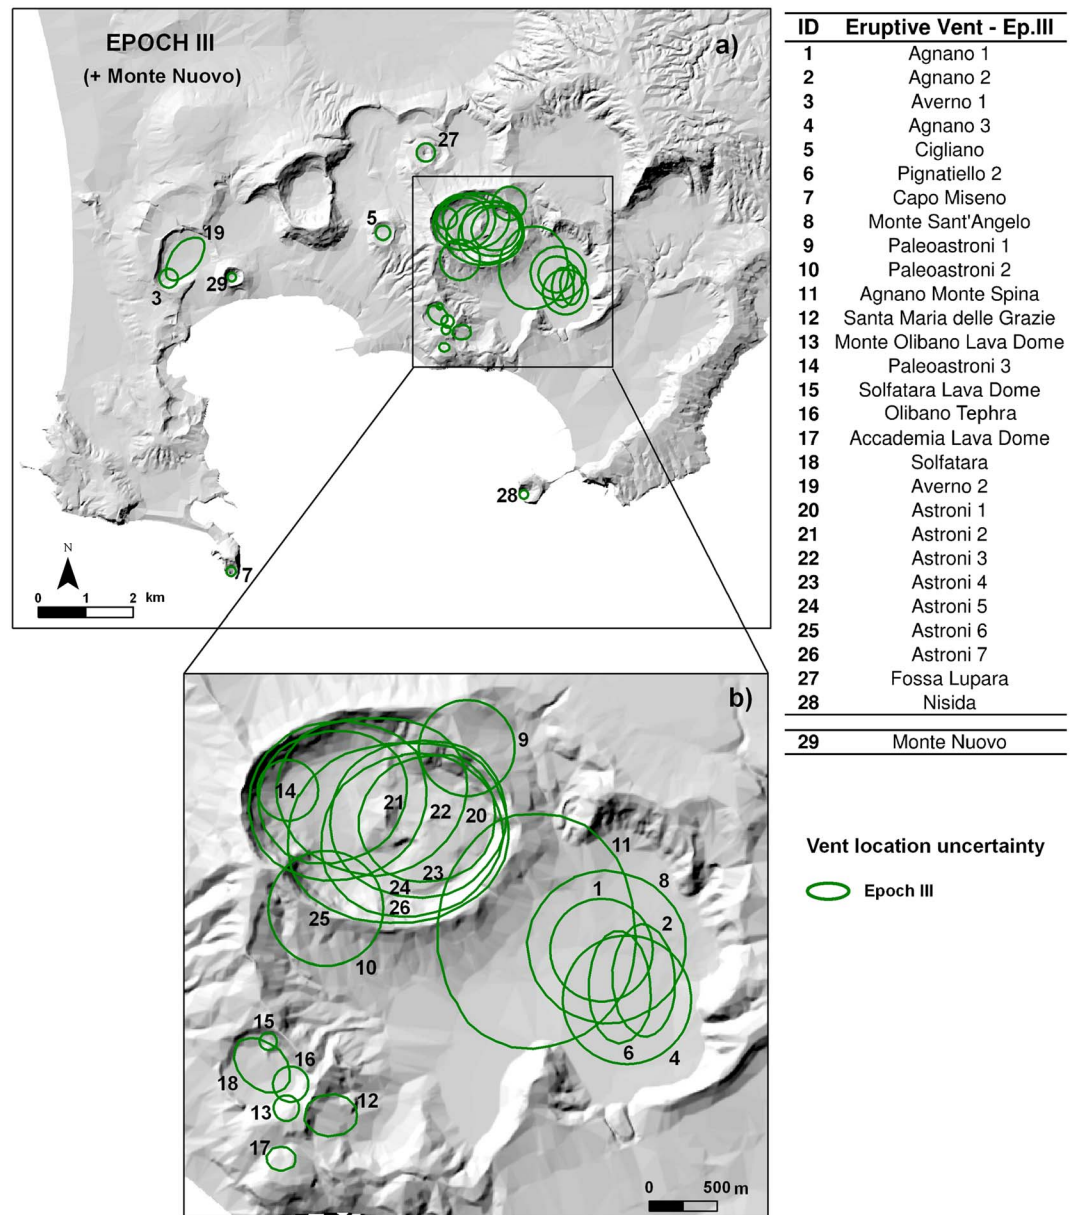 EPOCH III
(+ Monte Nuovo)
a)
27
5
19
3
29
28
7
N
0 1 2 km
ID Eruptive Vent - Ep.III
1 Agnano 1
2 Agnano 2
3 Averno 1
4 Agnano 3
5 Cigliano
6 Pignatiello 2
7 Capo Miseno
8 Monte Sant'Angelo
9 Paleoastroni 1
10 Paleoastroni 2
11 Agnano Monte Spina
12 Santa Maria delle Grazie
13 Monte Olibano Lava Dome
14 Paleoastroni 3
15 Solfatara Lava Dome
16 Olibano Tephra
17 Accademia Lava Dome
18 Solfatara
19 Averno 2
20 Astroni 1
21 Astroni 2
22 Astroni 3
23 Astroni 4
24 Astroni 5
25 Astroni 6
26 Astroni 7
27 Fossa Lupara
28 Nisida
29 Monte Nuovo
Vent location uncertainty
Epoch III
b)
9
14
21
22
20
11
23
24
1
8
26
25
2
10
15
16
6
4
18
12
13
17
0 500 m